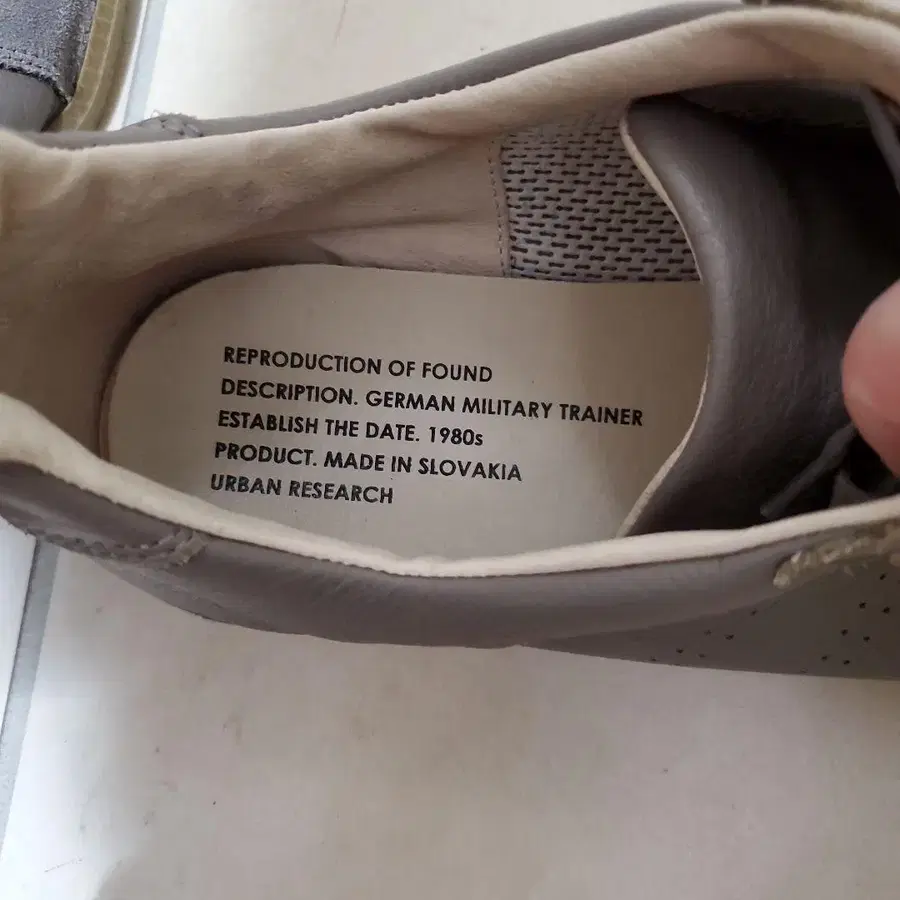 REPRODUCTION OF FOUND
DESCRIPTION. GERMAN MILITARY TRAINER
ESTABLISH THE DATE. 1980s
PRODUCT. MADE IN SLOVAKIA
URBAN RESEARCH